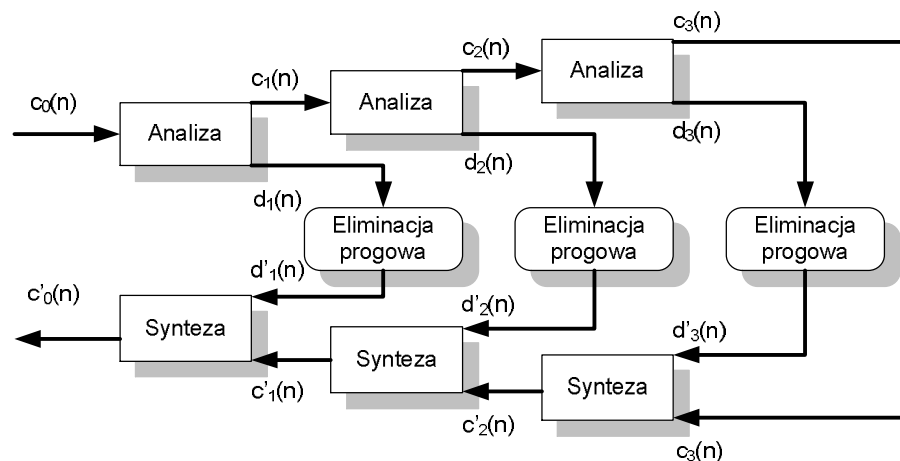 c3(n)
c2(n)
c1(n)
c0(n)
Analiza
Analiza
Analiza
d3(n)
d2(n)
d1(n)
Eliminacja
progowa
Eliminacja
progowa
Eliminacja
progowa
d'1(n)
c'0(n)
d'2(n)
Synteza
d'3(n)
Synteza
c'1(n)
Synteza
c'2(n)
c3(n)